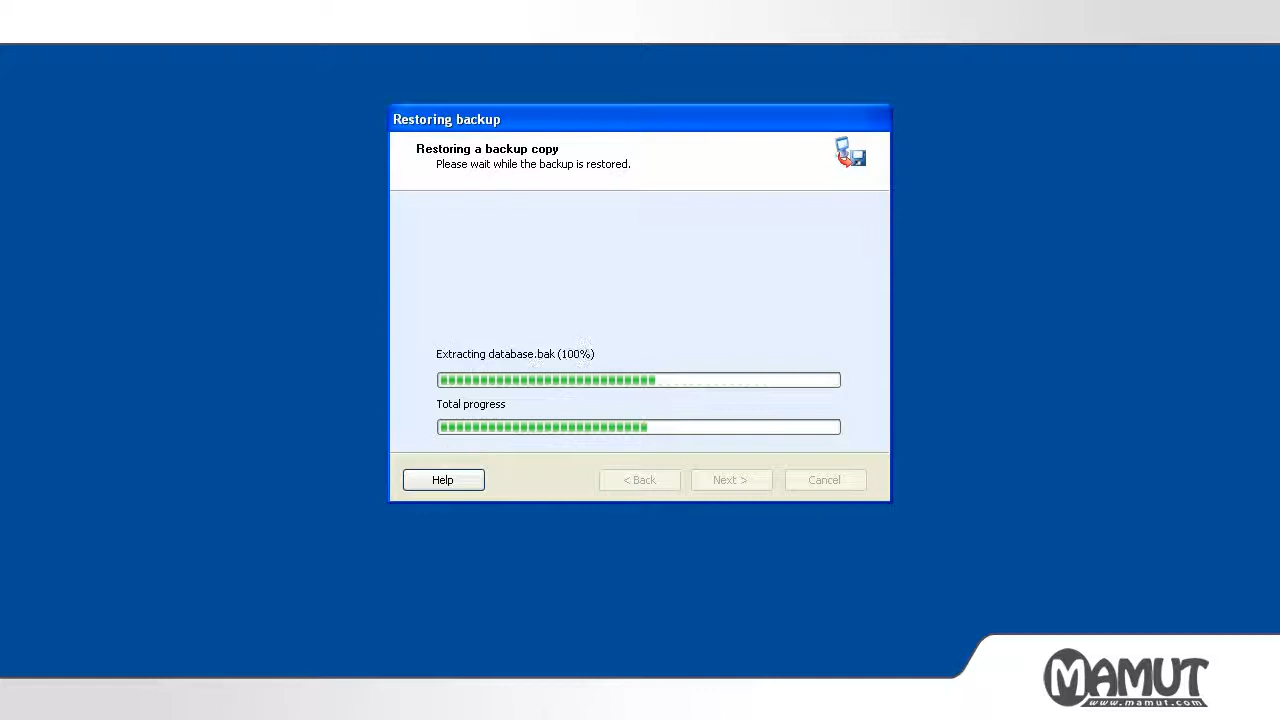 Restoring backup
Restoring a backup copy
Please wait while the backup is restored.
Extracting database.bak (100%)
Total progress
Help
< Back
Next >
Cancel
MAMUT
www.mamut.com